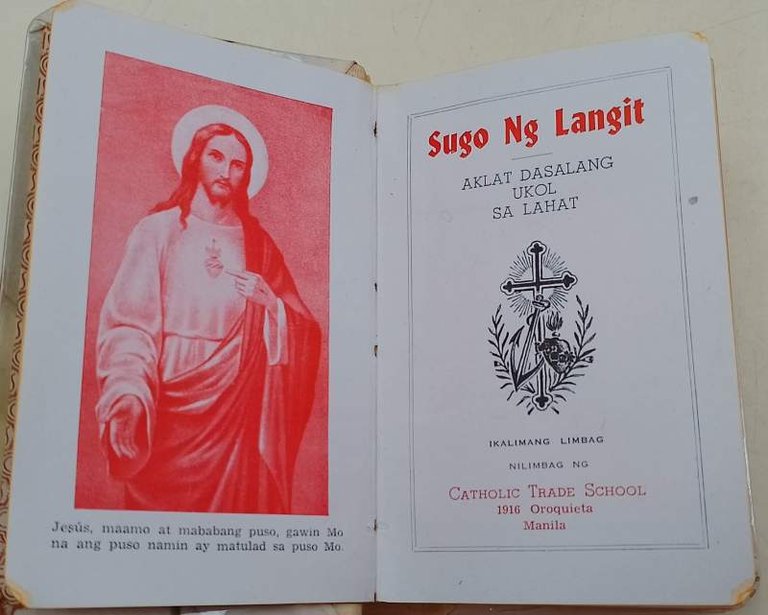 Jesús, maamo at mababang puso, gawin Mo
na ang puso namin ay matulad sa puso Mo.
Sugo Ng Langit
AKLAT DASALANG
UKOL
SA LAHAT
IKALIMANG LIMBAG
NILIMBAG NG
CATHOLIC TRADE SCHOOL
1916 Oroquieta
Manila